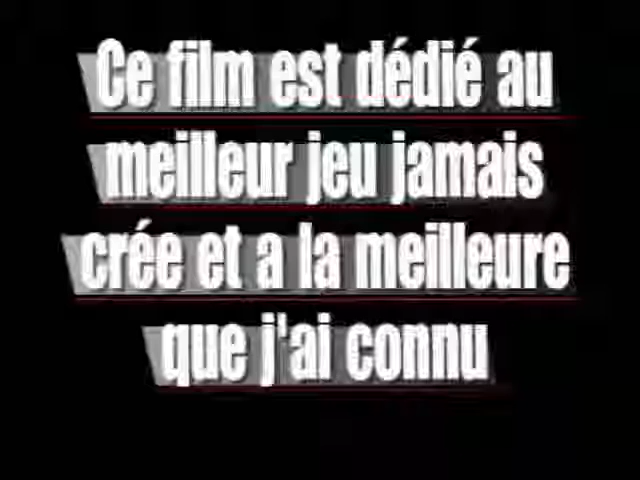 Ce film est dédié au
meilleur jeu jamais
crée et a la meilleure
que j'ai connu